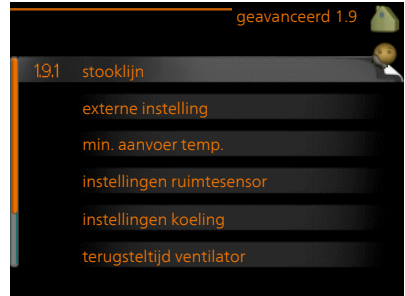 geavanceerd 1.9
1.9.1 stooklijn
externe instelling
min. aanvoer temp.
instellingen ruimtesensor
instellingen koeling
terugsteltijd ventilator